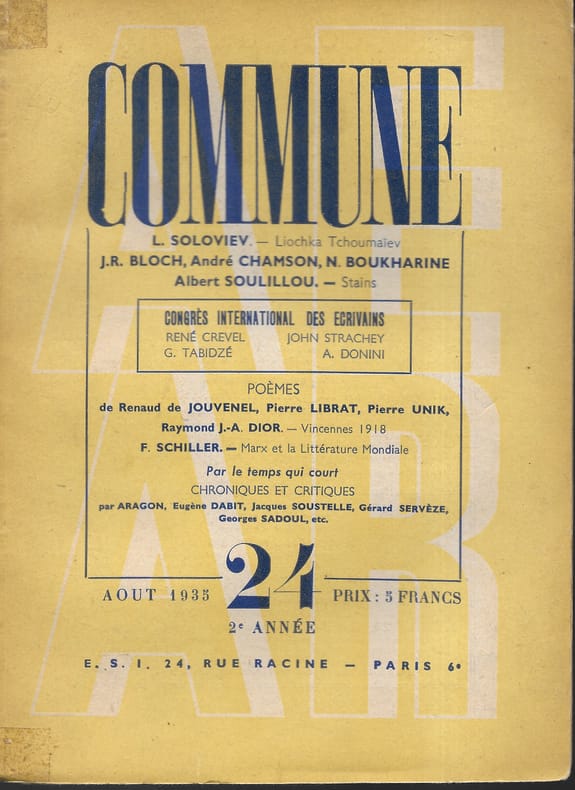 AEAR
COMMUNE
L. SOLOVIEV. — Liochka Tchoumaïev
J.R. BLOCH, André CHAMSON, N. BOUKHARINE
Albert SOULILLOU. — Stains
CONGRÈS INTERNATIONAL DES ECRIVAINS
RENÉ CREVEL JOHN STRACHEY
G. TABIDZÉ A. DONINI
POÈMES
de Renaud de JOUVENEL, Pierre LIBRAT, Pierre UNIK,
Raymond J.-A. DIOR. — Vincennes 1918
F. SCHILLER. — Marx et la Littérature Mondiale
Par le temps qui court
CHRONIQUES ET CRITIQUES
par ARAGON, Eugène DABIT, Jacques SOUSTELLE, Gérard SERVÈZE,
Georges SADOUL, etc.
AOUT 1935 24 PRIX : 5 FRANCS
2e ANNÉE
E. S. I. 24, RUE RACINE — PARIS 6e